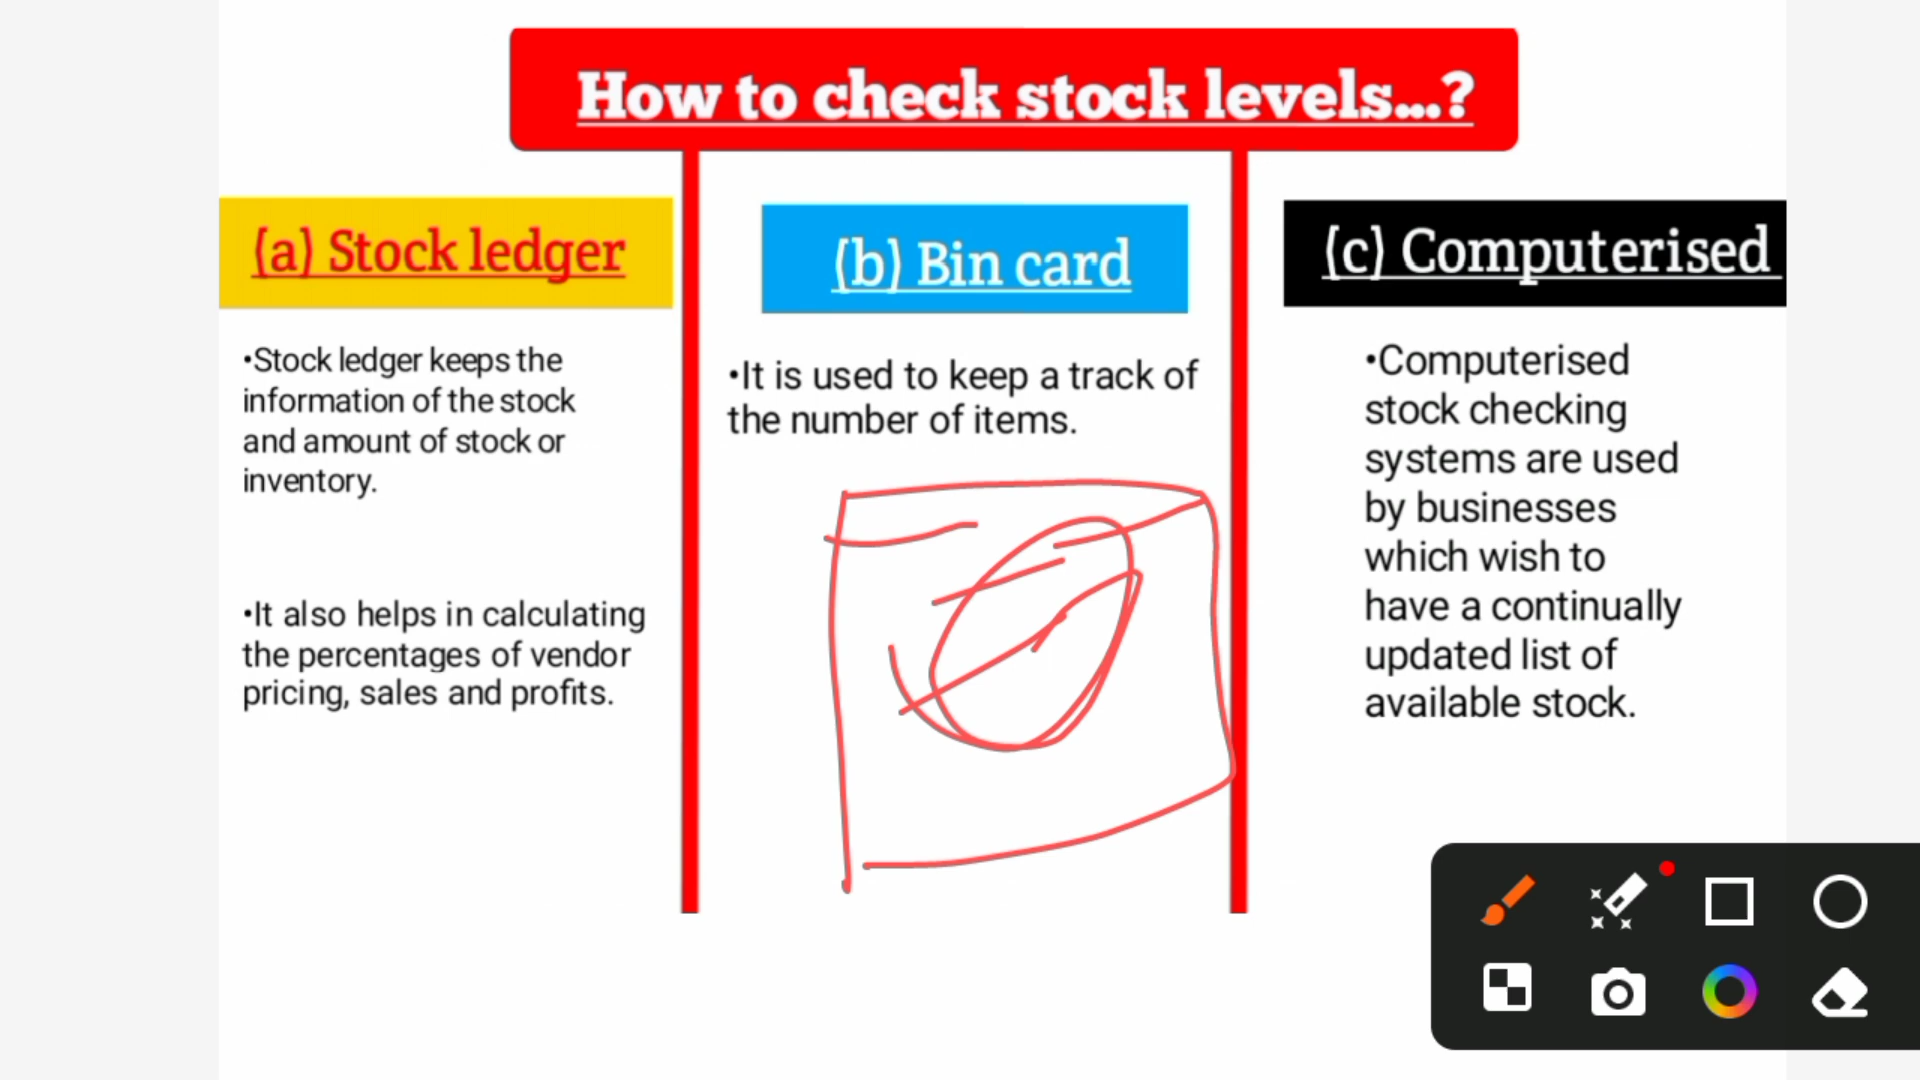 How to check stock levels...?
(a) Stock ledger
•Stock ledger keeps the
information of the stock
and amount of stock or
inventory.
•It also helps in calculating
the percentages of vendor
pricing, sales and profits.
(b) Bin card
•It is used to keep a track of
the number of items.
(c) Computerised
•Computerised
stock checking
systems are used
by businesses
which wish to
have a continually
updated list of
available stock.